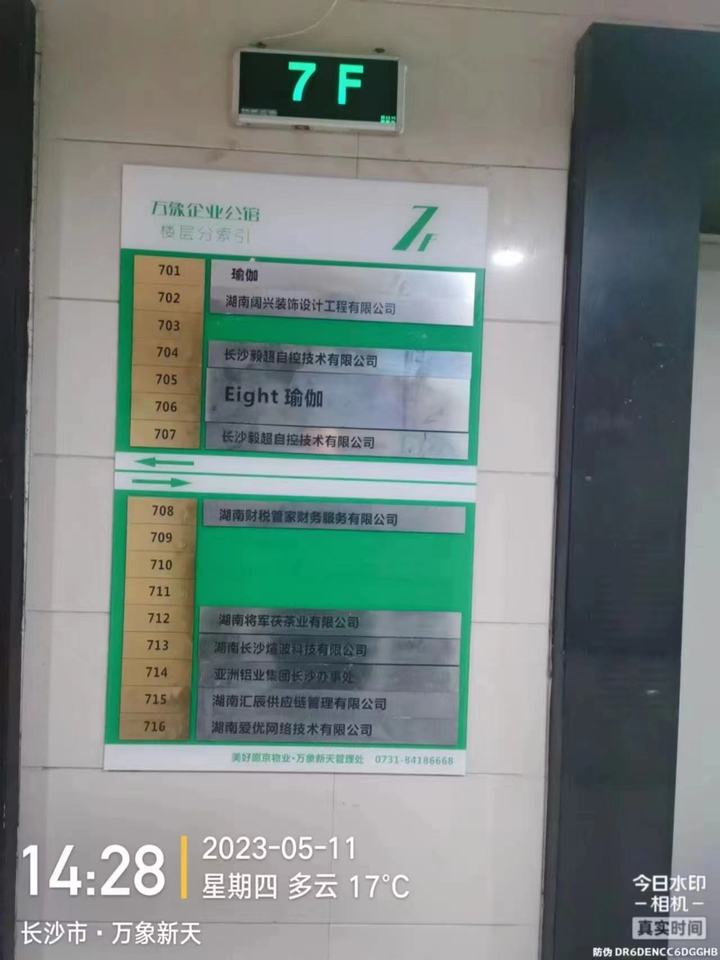 7F
万象企业公馆
楼层分索引
7F
701 瑜伽
702 湖南阔兴装饰设计工程有限公司
703
704 长沙毅超自控技术有限公司
705
Eight 瑜伽
706
707 长沙毅超自控技术有限公司
708 湖南财税管家财务服务有限公司
709
710
711
712 湖南将军茯茶业有限公司
713 湖南长沙煊波科技有限公司
714 亚洲铝业集团长沙办事处
715 湖南汇辰供应链管理有限公司
716 湖南爱优网络技术有限公司
美好愿京物业·万象新天管理处 0731-84186668
14:28
2023-05-11
星期四 多云 17°C
长沙市·万象新天
今日水印
-相机-
真实时间
防伪 DR6DENCC6DGGHB